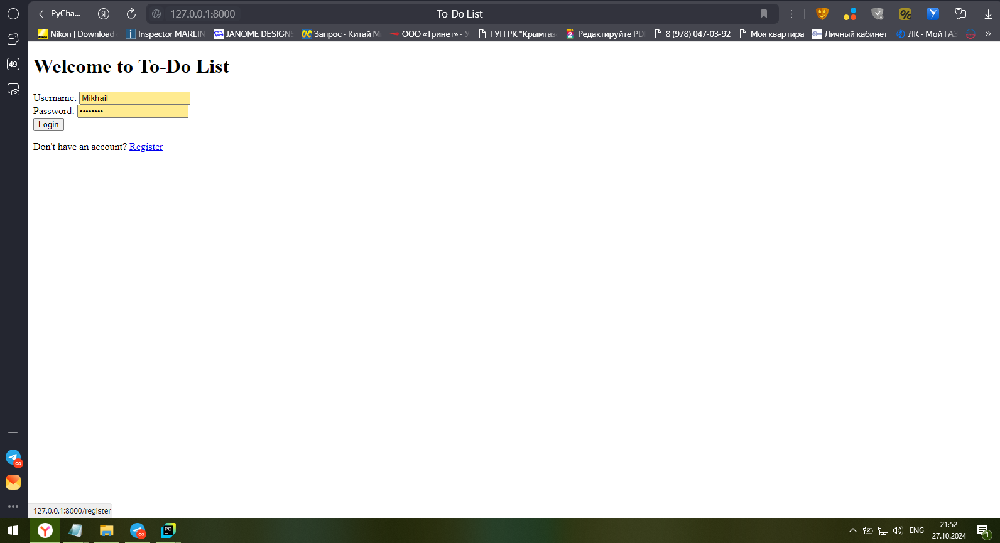 PyCha...
Я
127.0.0.1:8000
To-Do List
49
Nikon | Download
Inspector MARLIN
JANOME DESIGNS
Запрос - Китай М
ООО «Тринет» - У
ГУП РК "Крымгаз
Редактируйте PD
8 (978) 047-03-92
Моя квартира
Личный кабинет
ЛК - Мой ГАЗ
»
Welcome to To-Do List
Username: Mikhail
Password: ••••••••
Login
Don't have an account? Register
127.0.0.1:8000/register
ENG
21:52
27.10.2024
1